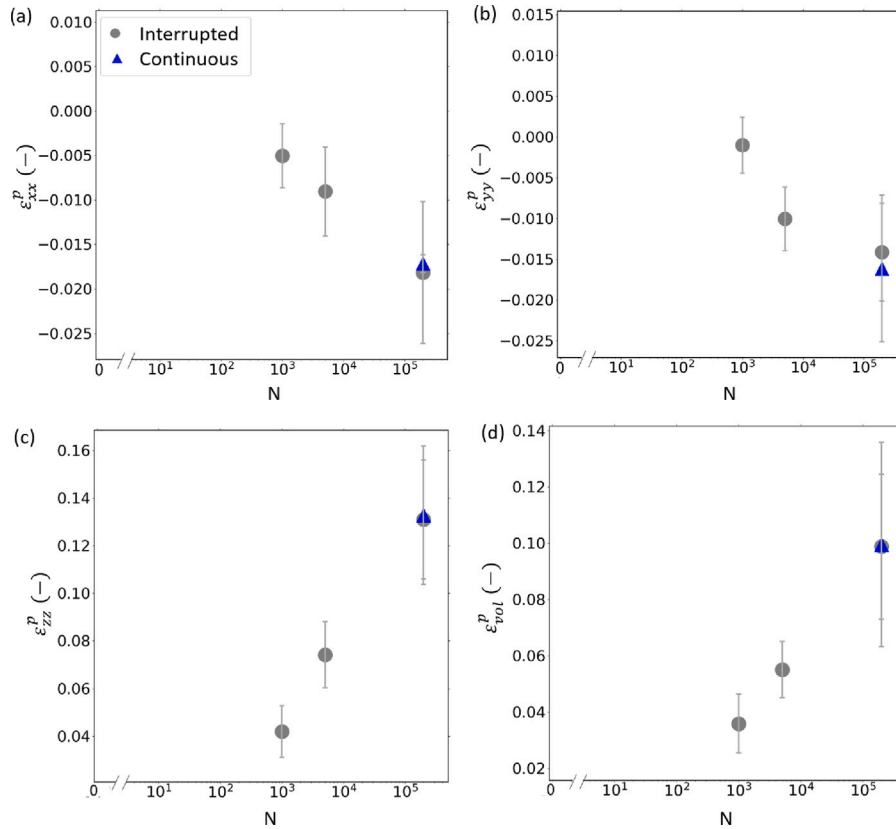 (a)
0.010
0.005
0.000
−0.005
−0.010
−0.015
−0.020
−0.025
Interrupted
Continuous
ε^p_xx (−)
0 10^1 10^2 10^3 10^4 10^5
N
(b)
0.015
0.010
0.005
0.000
−0.005
−0.010
−0.015
−0.020
−0.025
ε^p_yy (−)
0 10^1 10^2 10^3 10^4 10^5
N
(c)
0.16
0.14
0.12
0.10
0.08
0.06
0.04
ε^p_zz (−)
0 10^1 10^2 10^3 10^4 10^5
N
(d)
0.14
0.12
0.10
0.08
0.06
0.04
0.02
ε^p_vol (−)
.0 10^1 10^2 10^3 10^4 10^5
N